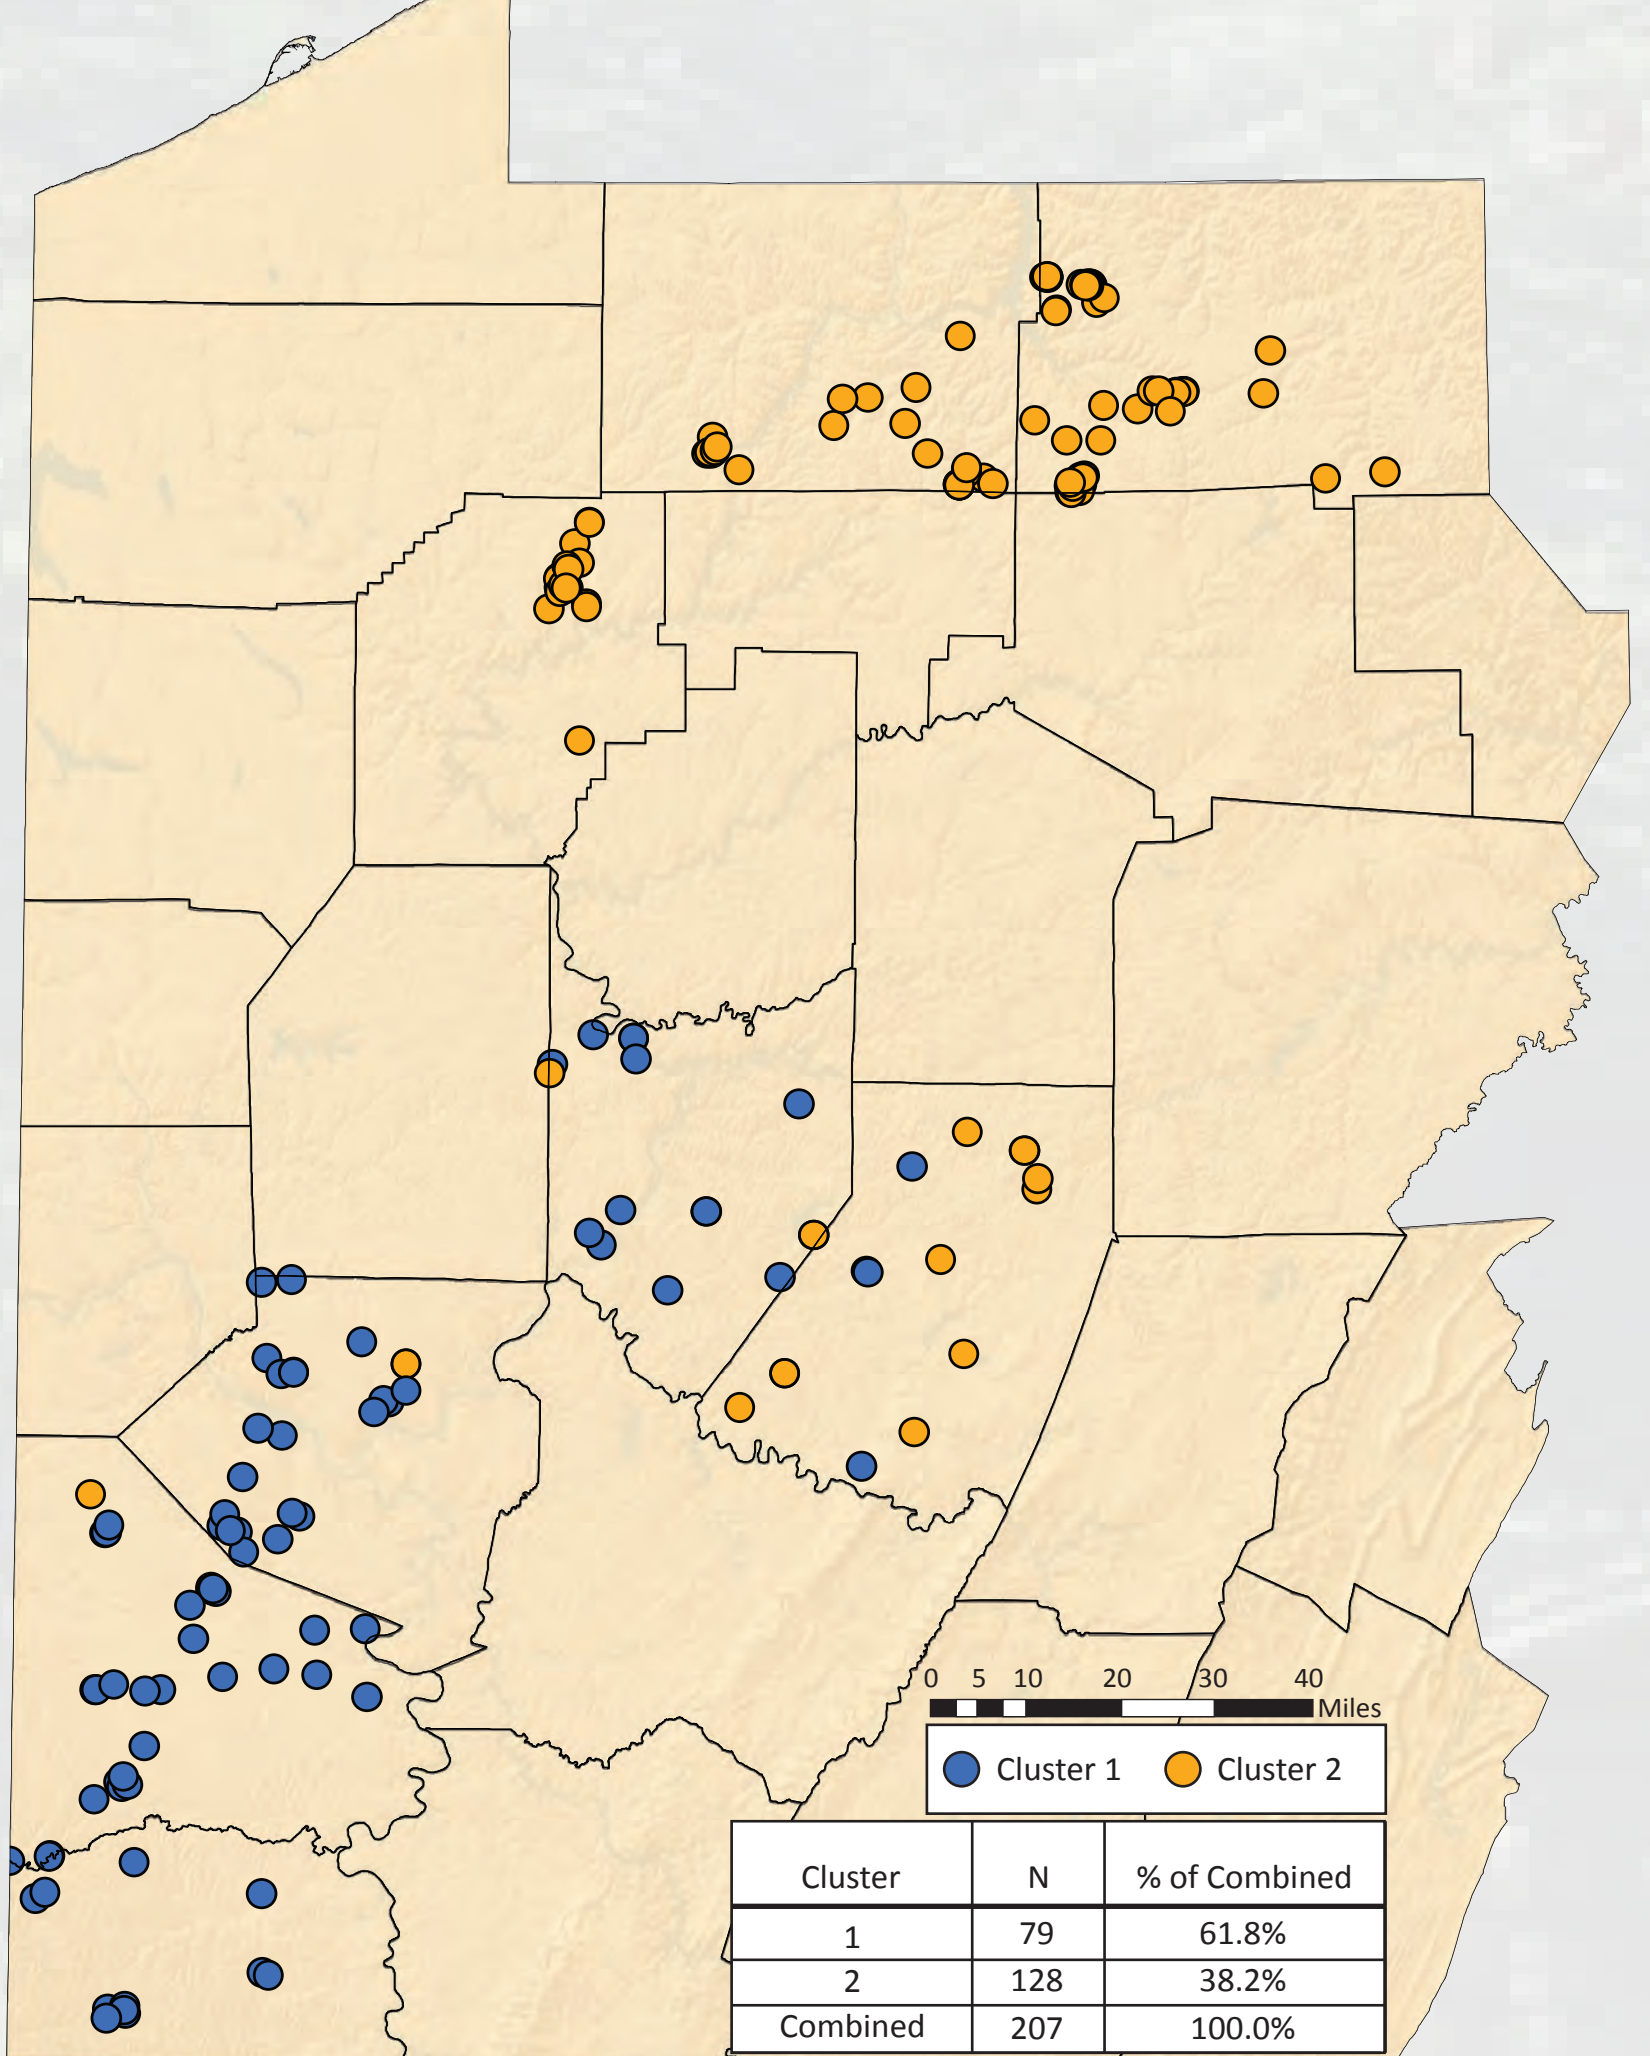 0 5 10 20 30 40
Miles
Cluster 1 Cluster 2
Cluster N % of Combined
1 79 61.8%
2 128 38.2%
Combined 207 100.0%